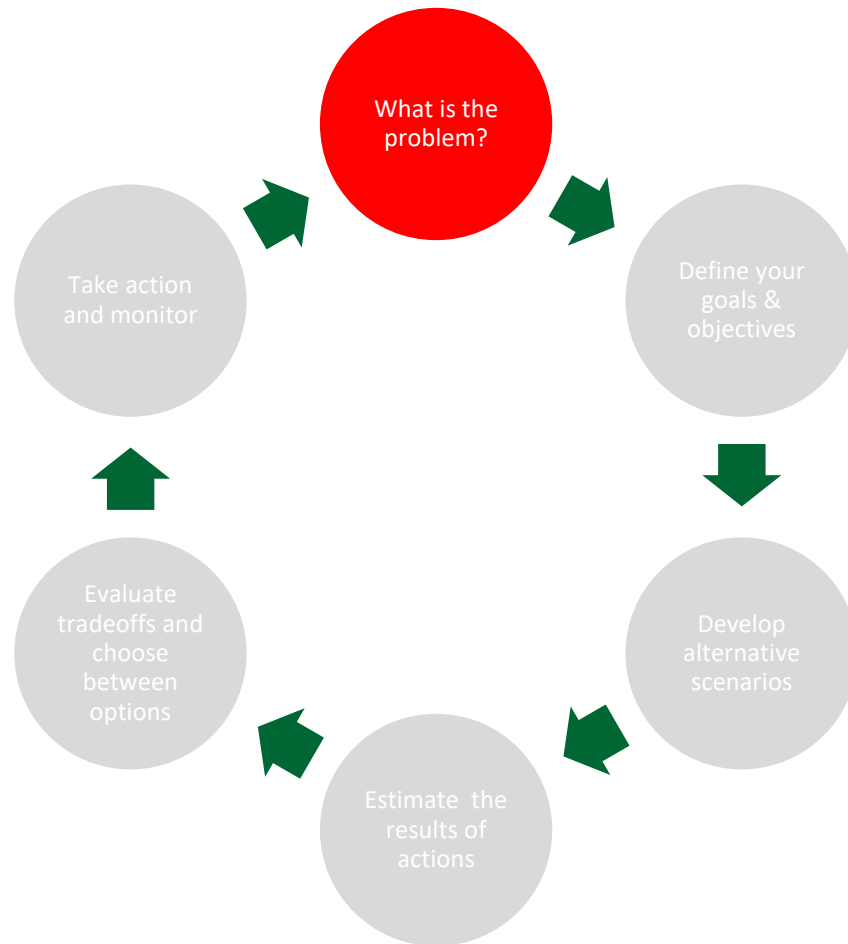 What is the
problem?
Define your
goals &
objectives
Develop
alternative
scenarios
Estimate  the
results of
actions
Evaluate
tradeoffs and
choose
between
options
Take action
and monitor